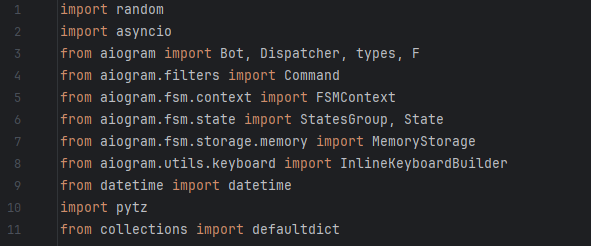 1 import random
2 import asyncio
3 from aiogram import Bot, Dispatcher, types, F
4 from aiogram.filters import Command
5 from aiogram.fsm.context import FSMContext
6 from aiogram.fsm.state import StatesGroup, State
7 from aiogram.fsm.storage.memory import MemoryStorage
8 from aiogram.utils.keyboard import InlineKeyboardBuilder
9 from datetime import datetime
10 import pytz
11 from collections import defaultdict